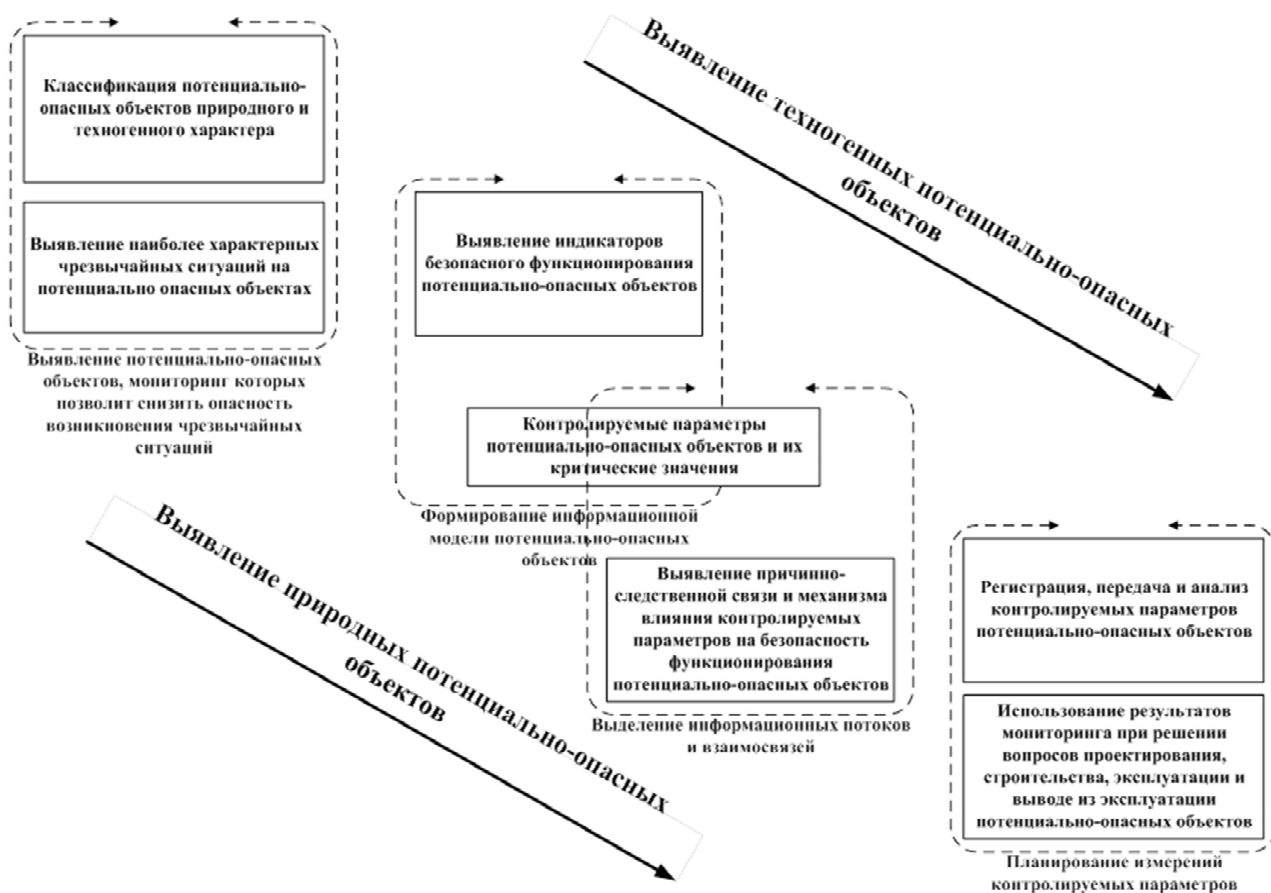 Классификация потенциально-
опасных объектов природного и
техногенного характера
Выявление наиболее характерных
чрезвычайных ситуаций на
потенциально опасных объектах
Выявление потенциально-опасных
объектов, мониторинг которых
позволит снизить опасность
возникновения чрезвычайных
ситуаций
Выявление техногенных потенциально-опасных
объектов
Выявление индикаторов
безопасного функционирования
потенциально-опасных объектов
Контролируемые параметры
потенциально-опасных объектов и их
критические значения
Формирование информационной
модели потенциально-опасных
объектов
Выявление природных потенциально-опасных
объектов
Выявление причинно-
следственной связи и механизма
влияния контролируемых
параметров на безопасность
функционирования
потенциально-опасных объектов
Выделение информационных потоков
и взаимосвязей
Регистрация, передача и анализ
контролируемых параметров
потенциально-опасных объектов
Использование результатов
мониторинга при решении
вопросов проектирования,
строительства, эксплуатации и
выводе из эксплуатации
потенциально-опасных объектов
Планирование измерений
контролируемых параметров